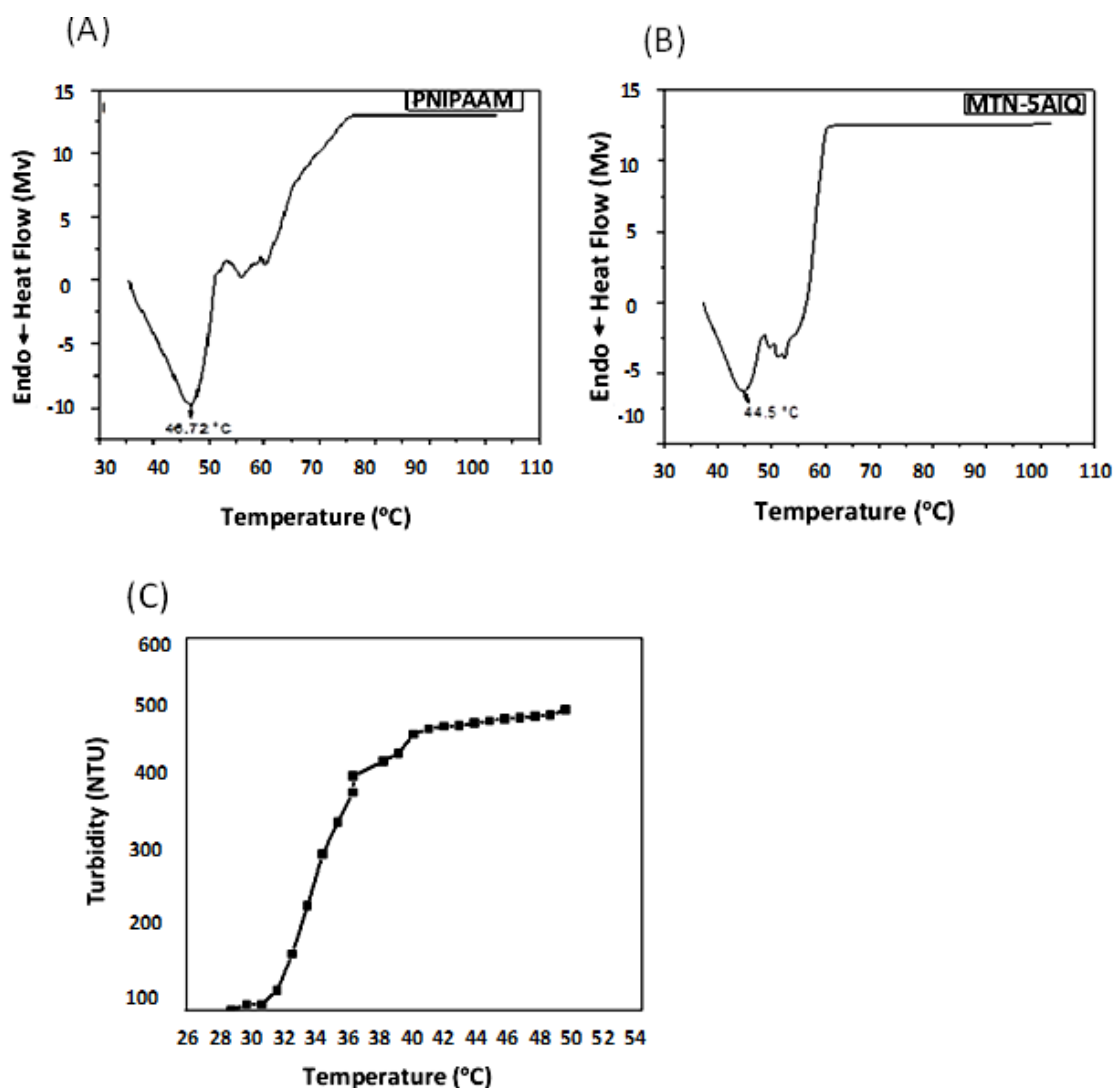 (A)
PNIPAAM
15
10
5
0
-5
-10
Endo ← Heat Flow (Mv)
46.72 °C
30 40 50 60 70 80 90 100 110
Temperature (°C)
(B)
MTN-5AIQ
15
10
5
0
-5
-10
Endo ← Heat Flow (Mv)
44.5 °C
30 40 50 60 70 80 90 100 110
Temperature (°C)
(C)
600
500
400
300
200
100
Turbidity (NTU)
26 28 30 32 34 36 38 40 42 44 46 48 50 52 54
Temperature (°C)